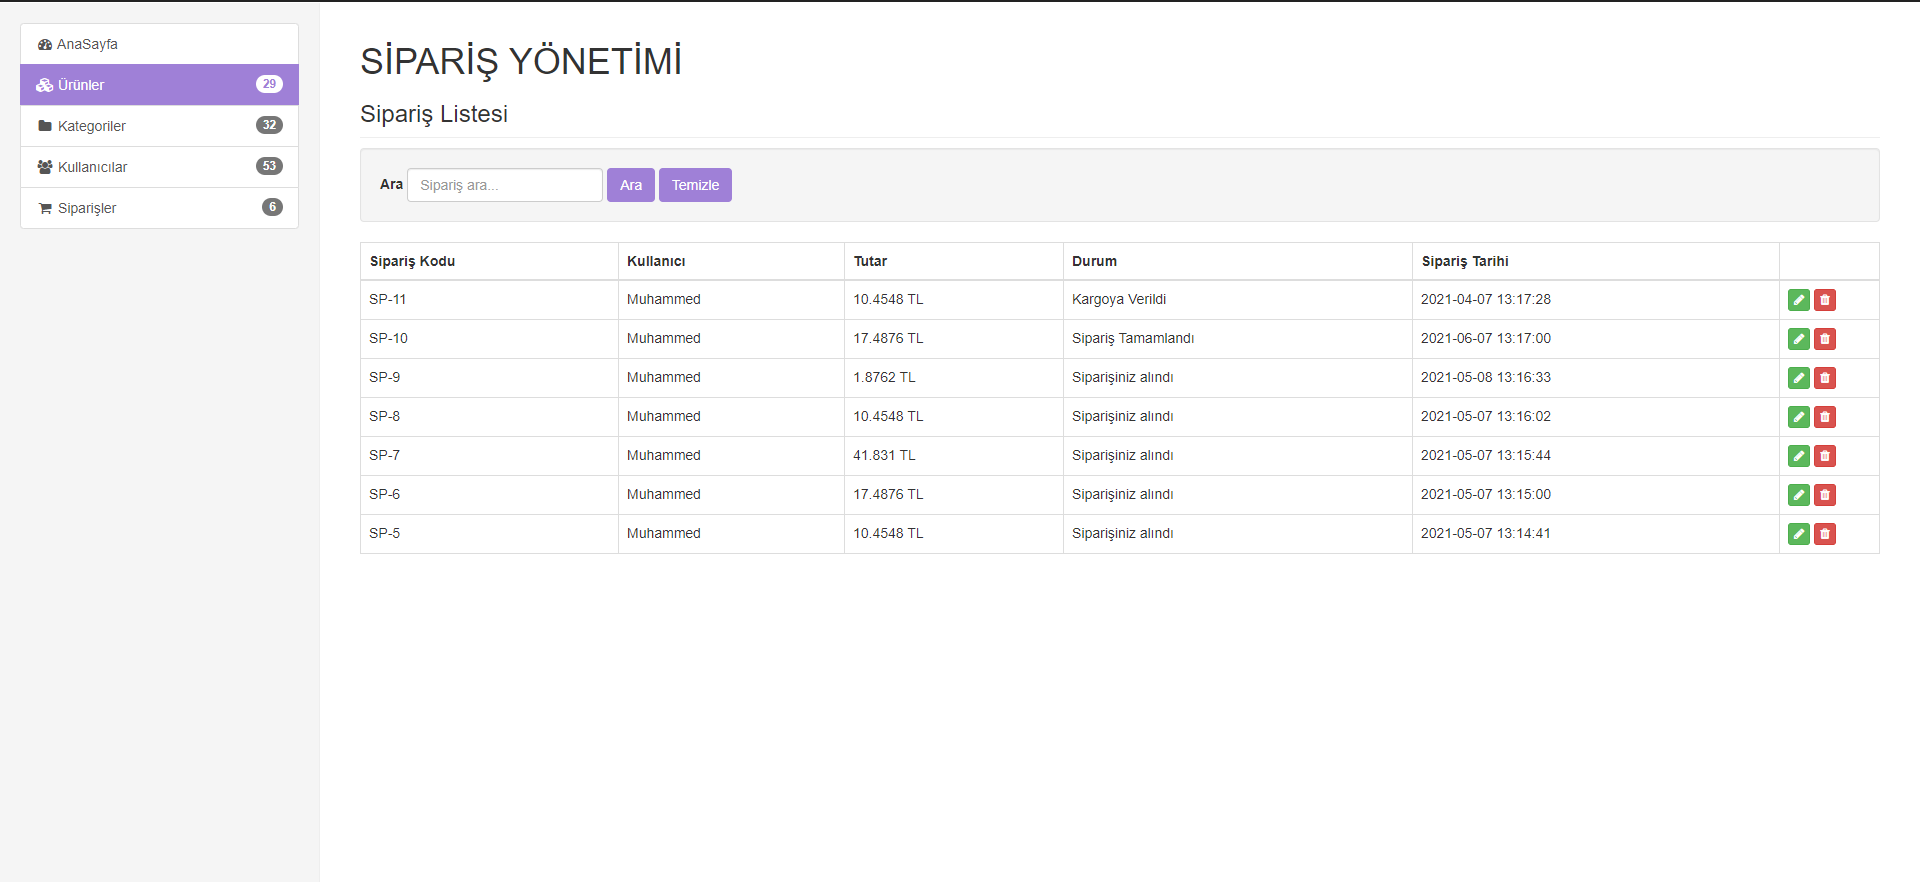 AnaSayfa
Ürünler 29
Kategoriler 32
Kullanıcılar 53
Siparişler 6
SİPARİŞ YÖNETİMİ
Sipariş Listesi
Ara Sipariş ara... Ara Temizle
Sipariş Kodu Kullanıcı Tutar Durum Sipariş Tarihi
SP-11 Muhammed 10.4548 TL Kargoya Verildi 2021-04-07 13:17:28
SP-10 Muhammed 17.4876 TL Sipariş Tamamlandı 2021-06-07 13:17:00
SP-9 Muhammed 1.8762 TL Siparişiniz alındı 2021-05-08 13:16:33
SP-8 Muhammed 10.4548 TL Siparişiniz alındı 2021-05-07 13:16:02
SP-7 Muhammed 41.831 TL Siparişiniz alındı 2021-05-07 13:15:44
SP-6 Muhammed 17.4876 TL Siparişiniz alındı 2021-05-07 13:15:00
SP-5 Muhammed 10.4548 TL Siparişiniz alındı 2021-05-07 13:14:41